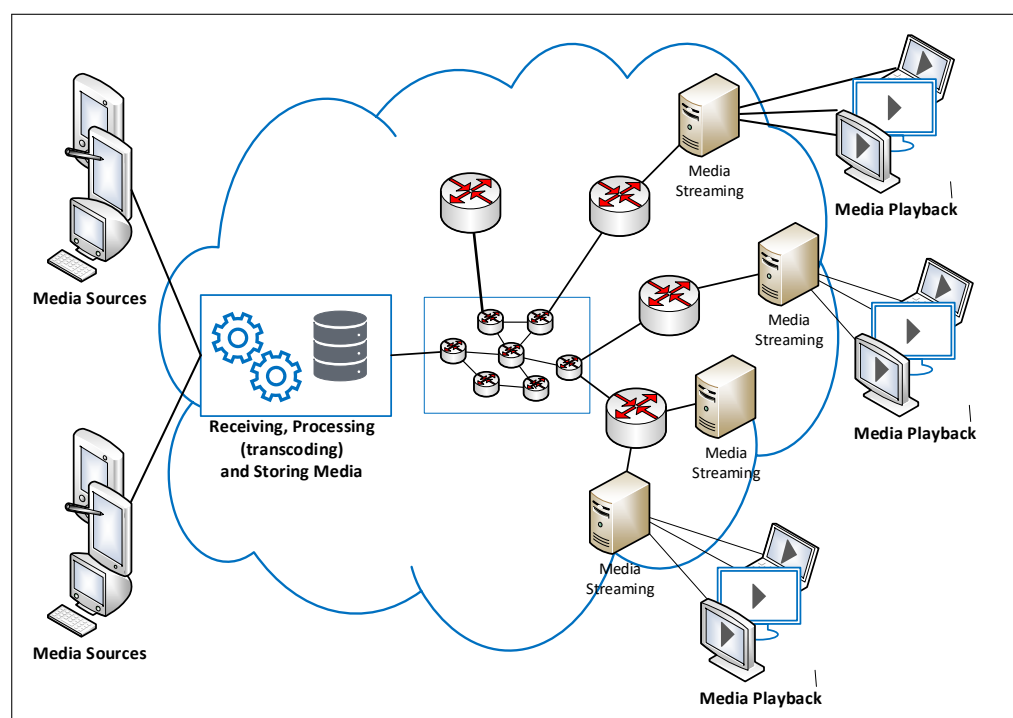 Media
Streaming
Media Playback
Media Sources
Media
Streaming
Receiving, Processing
(transcoding)
and Storing Media
Media
Streaming
Media Playback
Media
Streaming
Media Sources
Media Playback